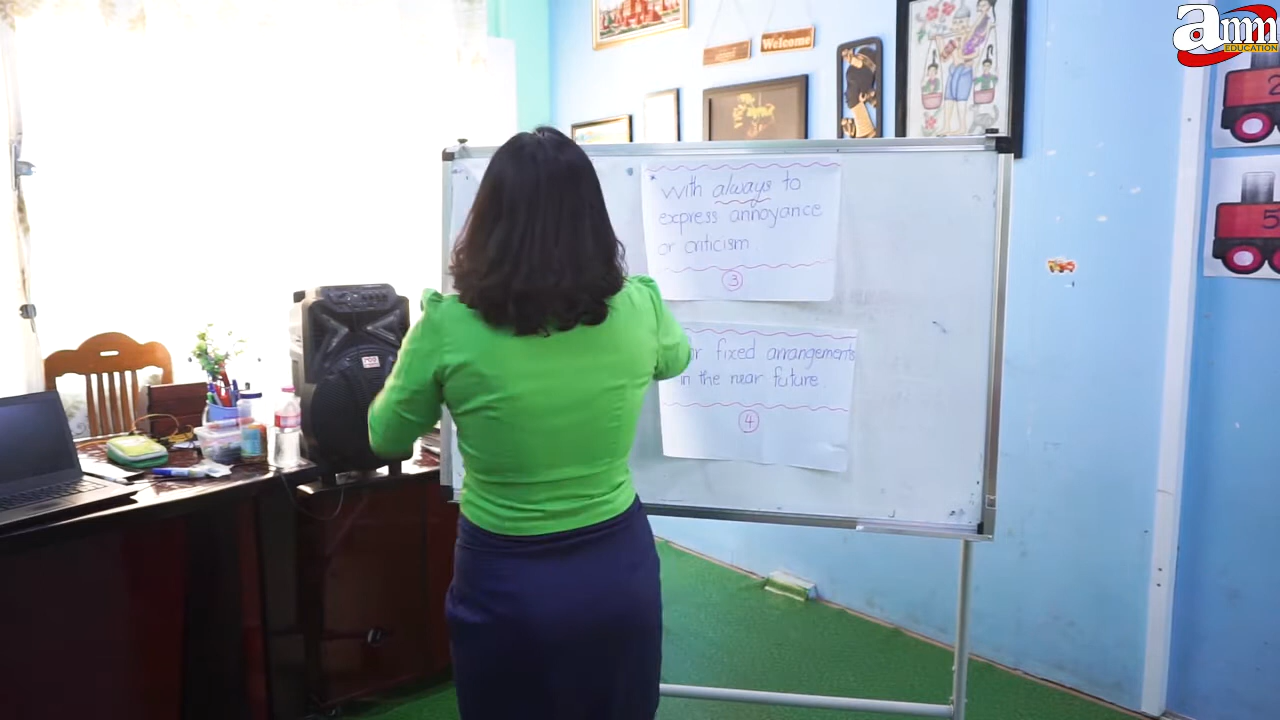 amm
EDUCATION
Welcome
2
5
* With always to
express annoyance
or criticism.
3
fixed arrangements
in the near future.
4